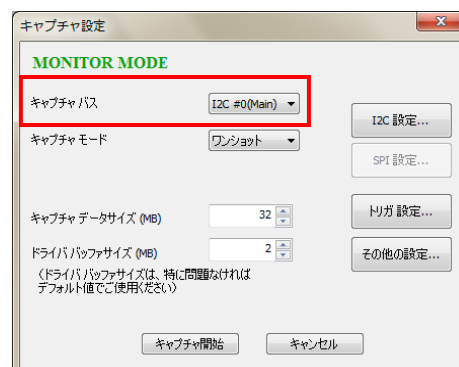 キャプチャ設定
MONITOR MODE
キャプチャ バス
I2C #0(Main)
I2C 設定...
キャプチャ モード
ワンショット
SPI 設定...
キャプチャ データサイズ (MB)
32
トリガ 設定...
ドライバ バッファサイズ (MB)
2
その他の設定...
(ドライバ バッファサイズは、特に問題なければ
デフォルト値でご使用ください)
キャプチャ開始
キャンセル